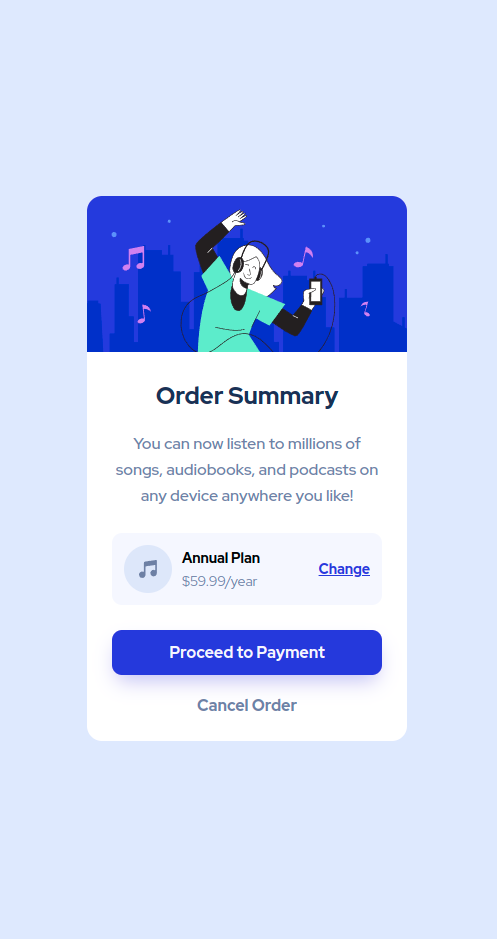 Order Summary
You can now listen to millions of
songs, audiobooks, and podcasts on
any device anywhere you like!
Annual Plan
$59.99/year
Change
Proceed to Payment
Cancel Order